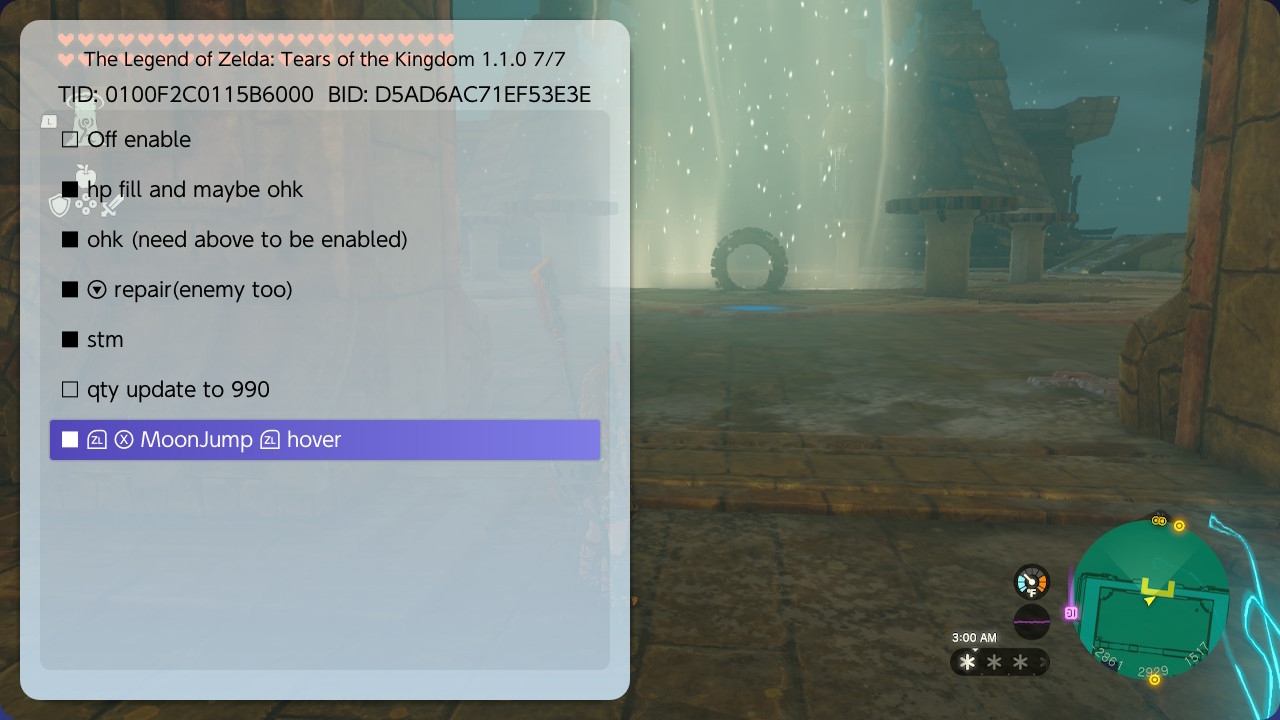 The Legend of Zelda: Tears of the Kingdom 1.1.0 7/7
TID: 0100F2C0115B6000 BID: D5AD6AC71EF53E3E
L
Off enable
hp fill and maybe ohk
ohk (need above to be enabled)
repair(enemy too)
stm
qty update to 990
ZL X MoonJump ZL hover
°F
3:00 AM
2861 2929 1517